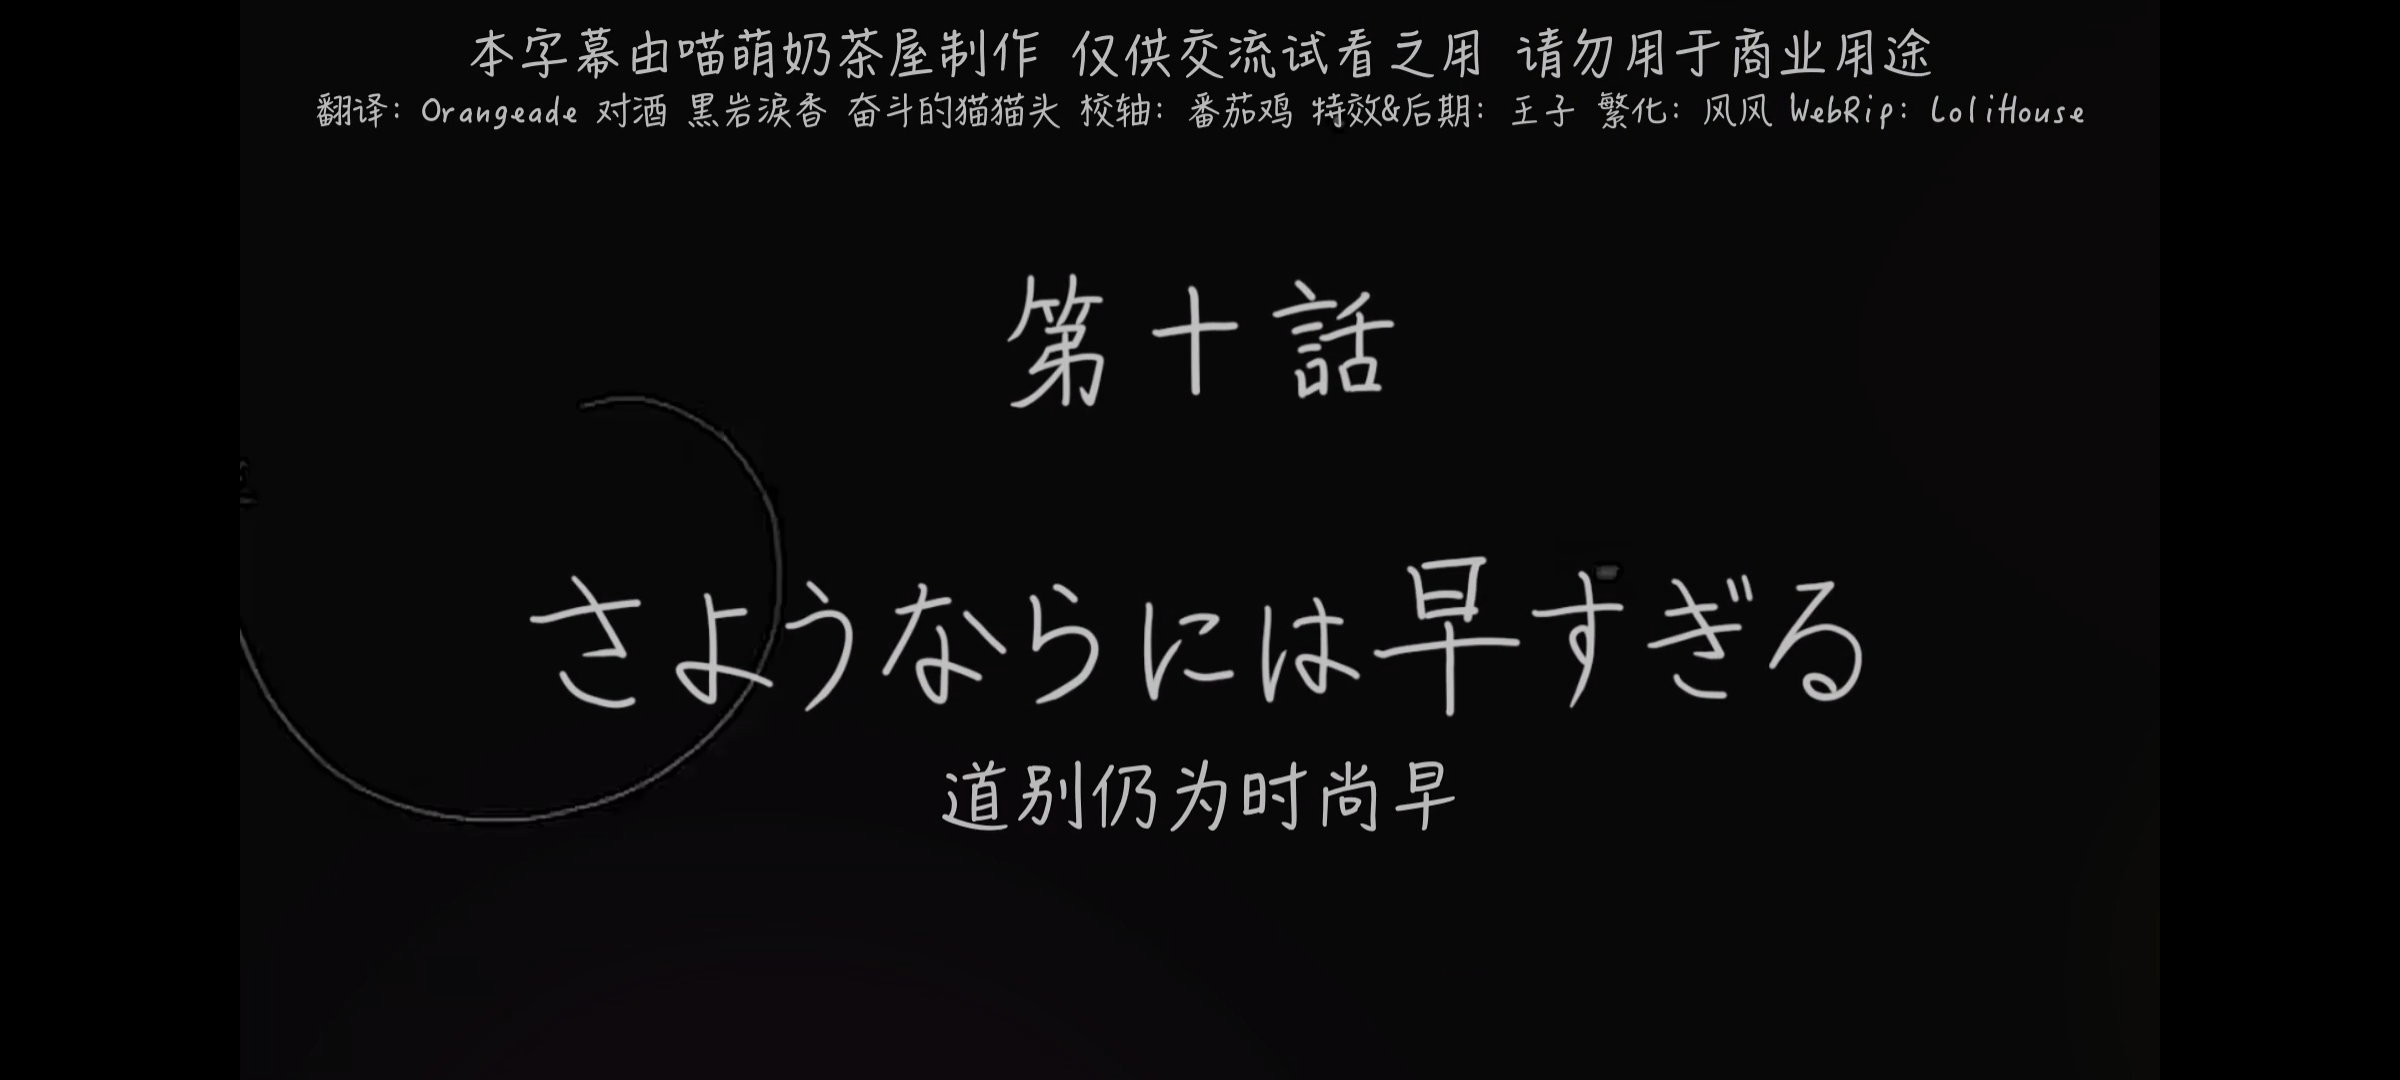 本字幕由喵萌奶茶屋制作 仅供交流试看之用 请勿用于商业用途
翻译：Orangeade 对酒 黑岩涙香 奋斗的猫猫头 校轴：番茄鸡 特效&后期：王子 繁化：风风 WebRip：LoliHouse
第十話
さようならには早すぎる
道别仍为时尚早